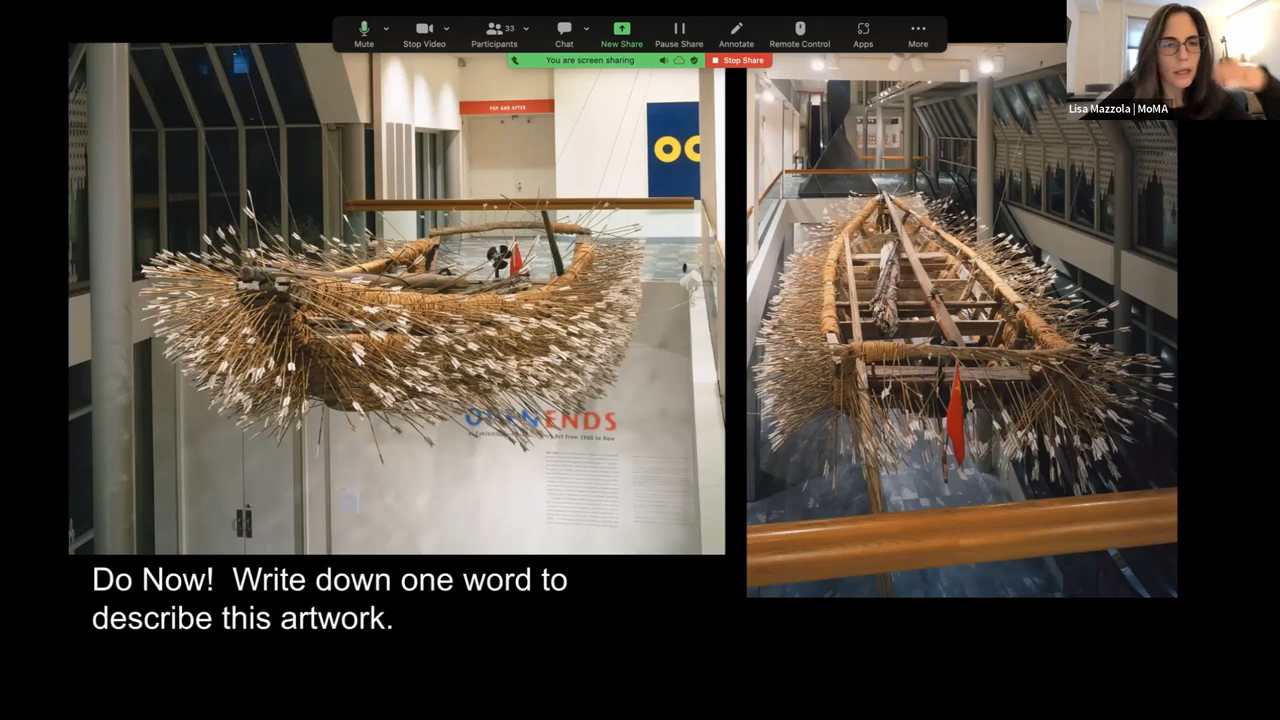 Mute
Stop Video
33
Participants
Chat
New Share
Pause Share
Annotate
Remote Control
Apps
More
You are screen sharing
Stop Share
Lisa Mazzola | MoMA
POP AND AFTER
OPEN ENDS
Do Now! Write down one word to
describe this artwork.